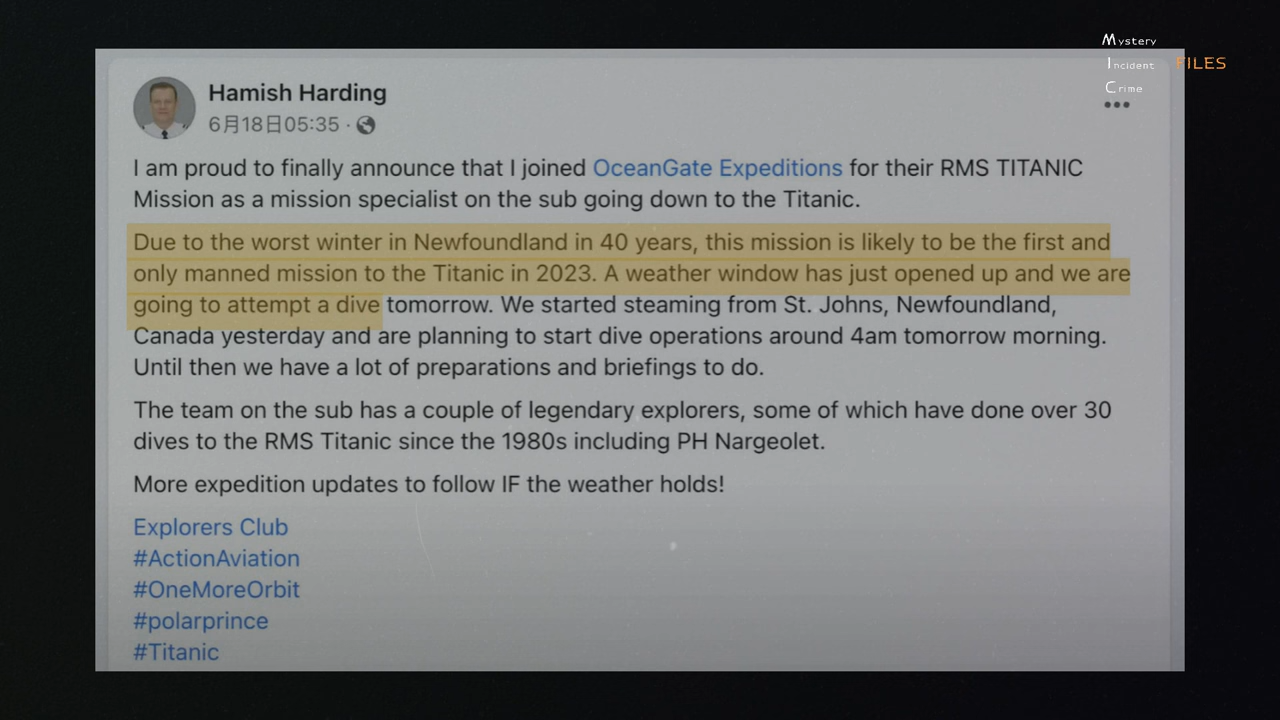 Mystery
Incident FILES
Crime
Hamish Harding
6月18日05:35 ·
I am proud to finally announce that I joined OceanGate Expeditions for their RMS TITANIC
Mission as a mission specialist on the sub going down to the Titanic.
Due to the worst winter in Newfoundland in 40 years, this mission is likely to be the first and
only manned mission to the Titanic in 2023. A weather window has just opened up and we are
going to attempt a dive tomorrow. We started steaming from St. Johns, Newfoundland,
Canada yesterday and are planning to start dive operations around 4am tomorrow morning.
Until then we have a lot of preparations and briefings to do.
The team on the sub has a couple of legendary explorers, some of which have done over 30
dives to the RMS Titanic since the 1980s including PH Nargeolet.
More expedition updates to follow IF the weather holds!
Explorers Club
#ActionAviation
#OneMoreOrbit
#polarprince
#Titanic